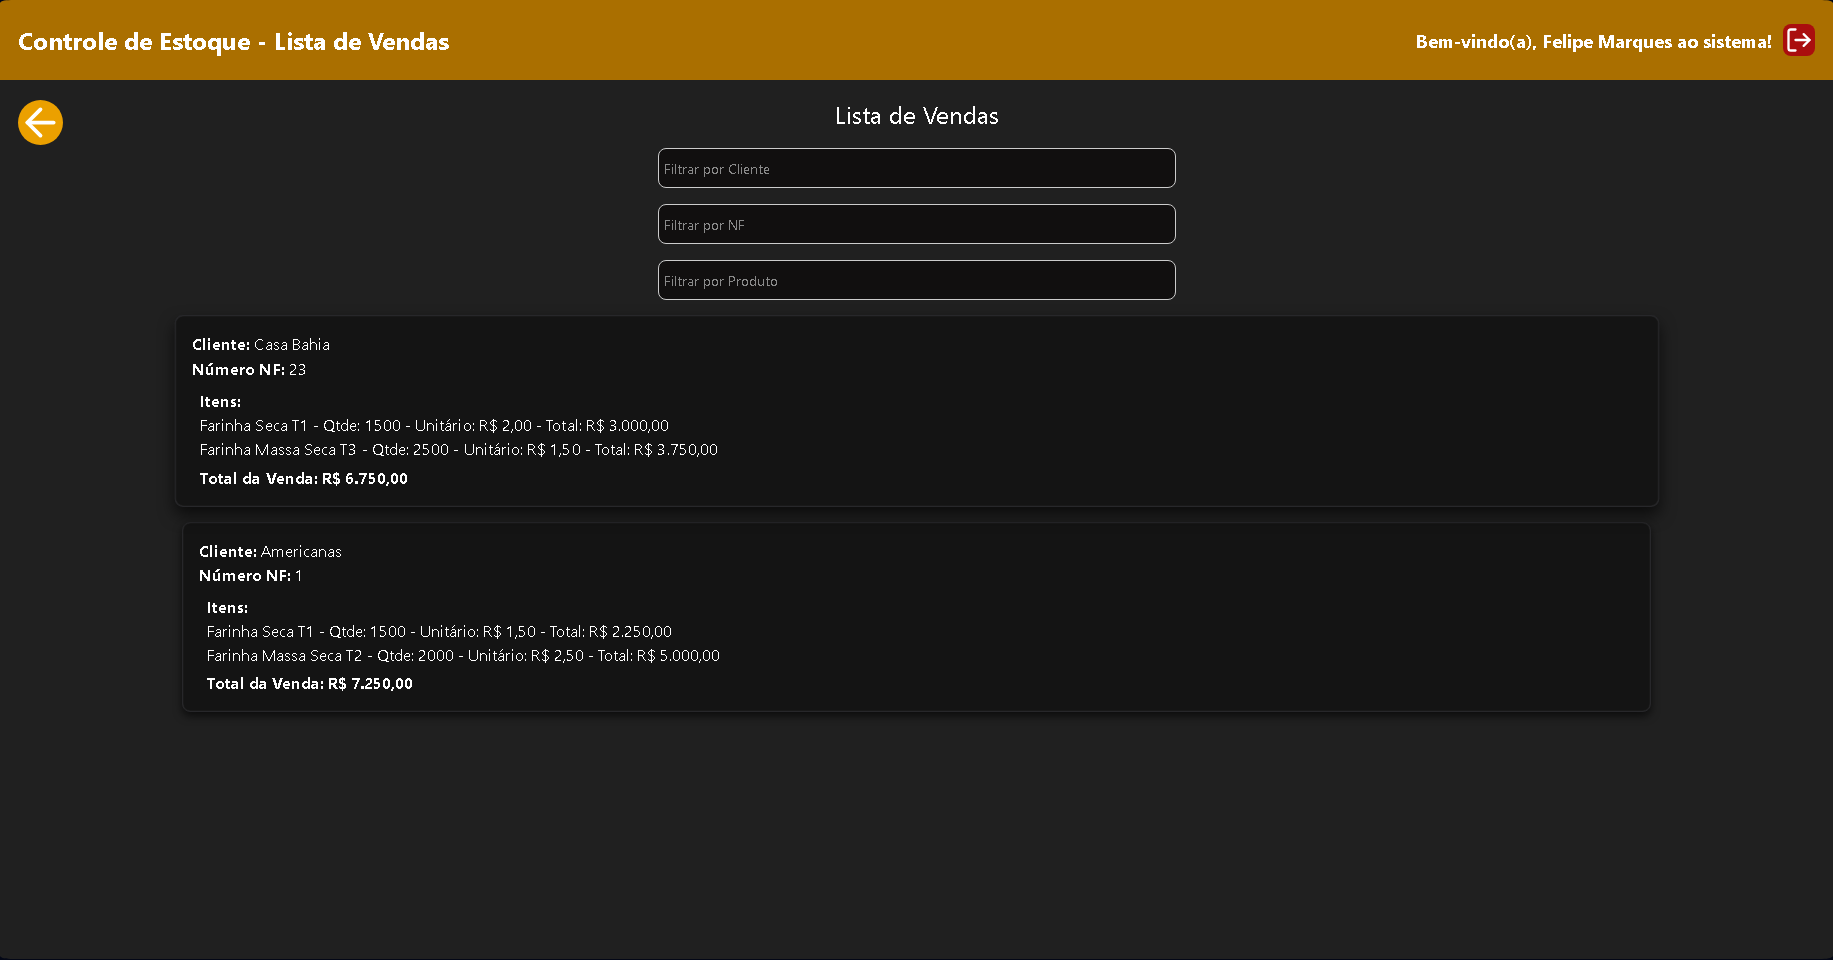 Controle de Estoque - Lista de Vendas
Bem-vindo(a), Felipe Marques ao sistema!
Lista de Vendas
Filtrar por Cliente
Filtrar por NF
Filtrar por Produto
Cliente: Casa Bahia
Número NF: 23
Itens:
Farinha Seca T1 - Qtde: 1500 - Unitário: R$ 2,00 - Total: R$ 3.000,00
Farinha Massa Seca T3 - Qtde: 2500 - Unitário: R$ 1,50 - Total: R$ 3.750,00
Total da Venda: R$ 6.750,00
Cliente: Americanas
Número NF: 1
Itens:
Farinha Seca T1 - Qtde: 1500 - Unitário: R$ 1,50 - Total: R$ 2.250,00
Farinha Massa Seca T2 - Qtde: 2000 - Unitário: R$ 2,50 - Total: R$ 5.000,00
Total da Venda: R$ 7.250,00